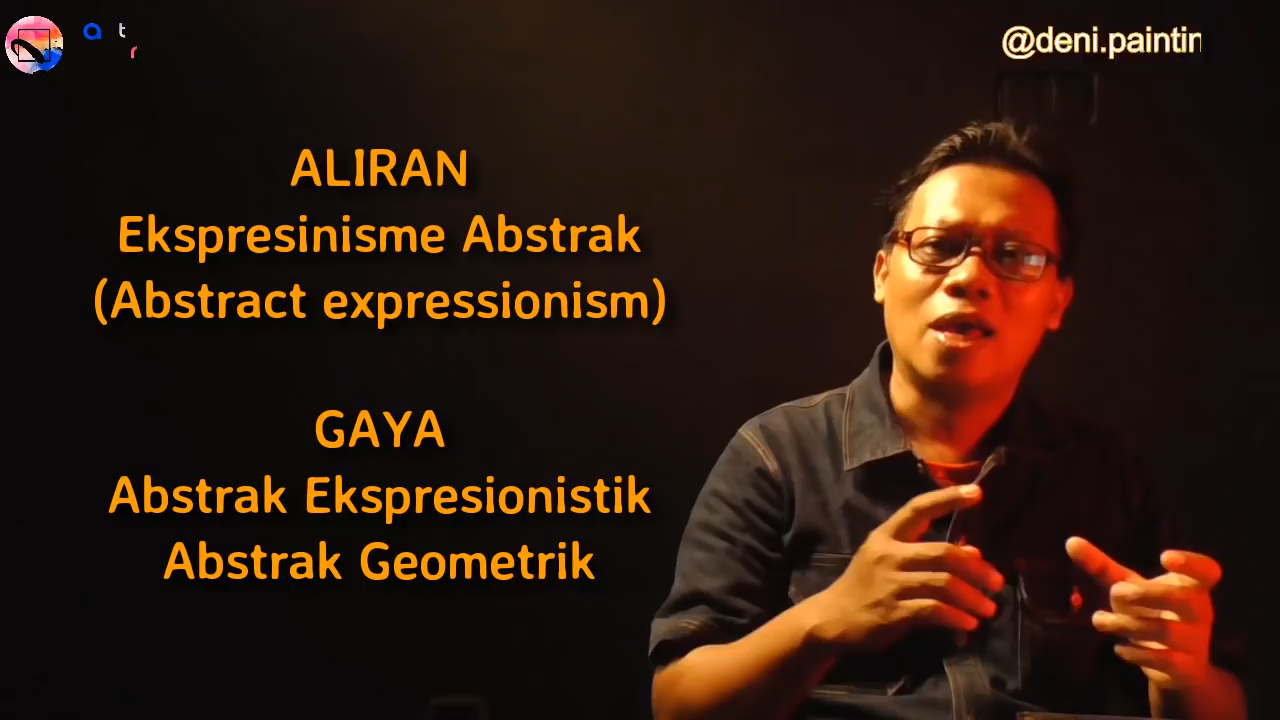 @deni.paintin
ALIRAN
Ekspresinisme Abstrak
(Abstract expressionism)
GAYA
Abstrak Ekspresionistik
Abstrak Geometrik